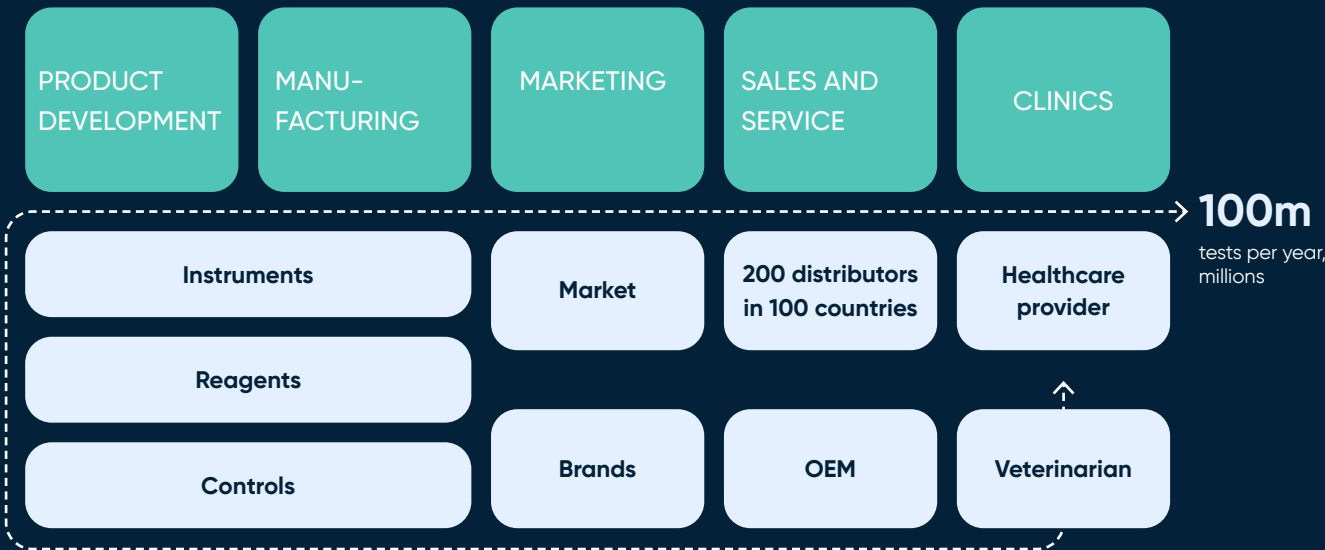 PRODUCT
DEVELOPMENT
MANU-
FACTURING
MARKETING
SALES AND
SERVICE
CLINICS
100m
tests per year,
millions
Instruments
Reagents
Controls
Market
Brands
200 distributors
in 100 countries
OEM
Healthcare
provider
Veterinarian